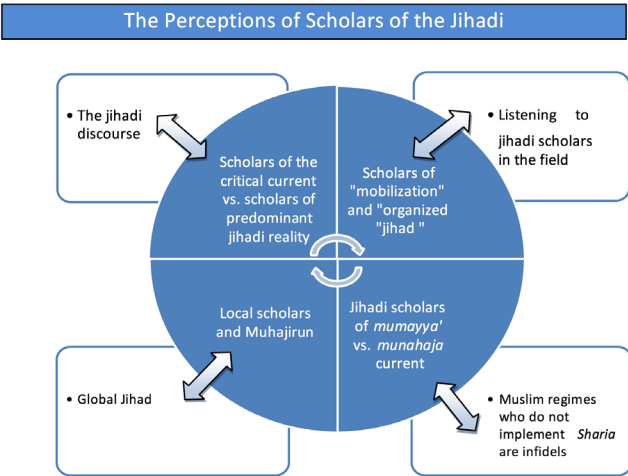 The Perceptions of Scholars of the Jihadi
• The jihadi
discourse
• Listening to
jihadi scholars
in the field
Scholars of the
critical current
vs. scholars of
predominant
jihadi reality
Scholars of
"mobilization"
and "organized
"jihad "
Local scholars
and Muhajirun
Jihadi scholars
of mumayya'
vs. munahaja
current
• Global Jihad
• Muslim regimes
who do not
implement Sharia
are infidels